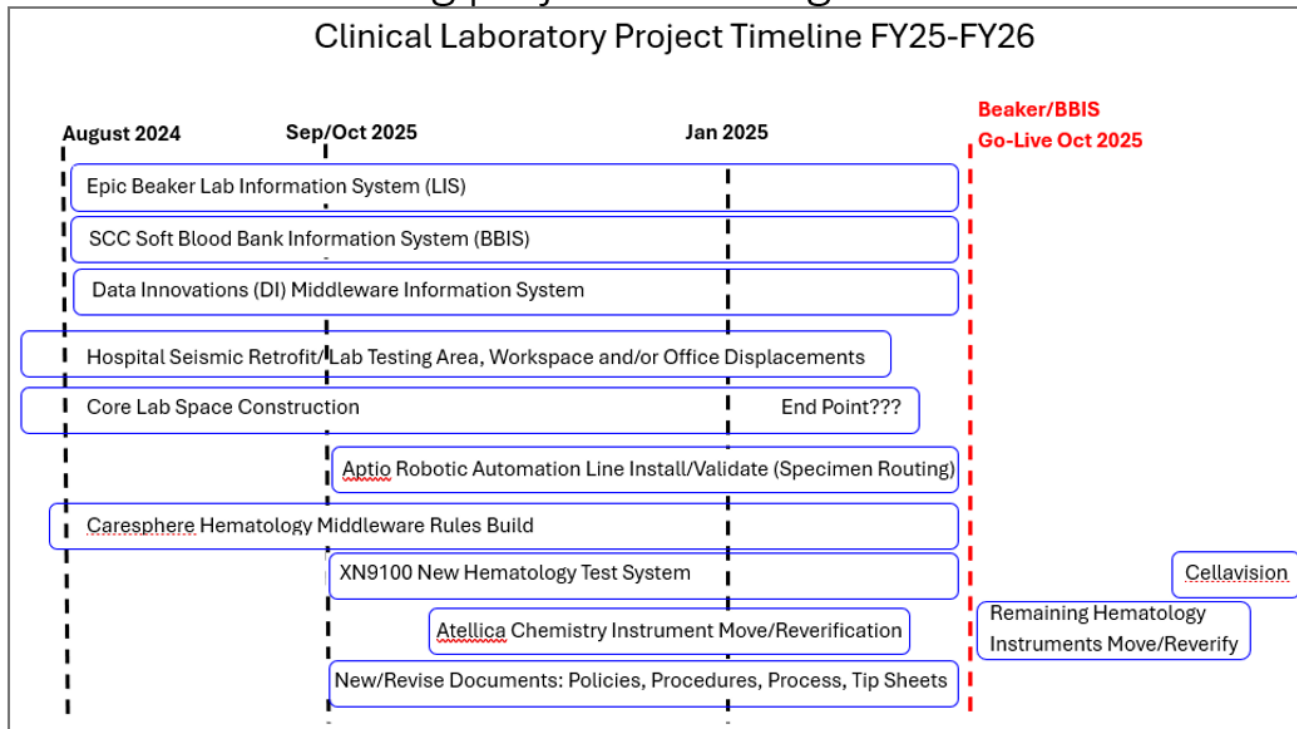 Clinical Laboratory Project Timeline FY25-FY26
August 2024
Sep/Oct 2025
Jan 2025
Beaker/BBIS
Go-Live Oct 2025
Epic Beaker Lab Information System (LIS)
SCC Soft Blood Bank Information System (BBIS)
Data Innovations (DI) Middleware Information System
Hospital Seismic Retrofit/ Lab Testing Area, Workspace and/or Office Displacements
Core Lab Space Construction
End Point???
Aptio Robotic Automation Line Install/Validate (Specimen Routing)
Caresphere Hematology Middleware Rules Build
XN9100 New Hematology Test System
Cellavision
Atellica Chemistry Instrument Move/Reverification
Remaining Hematology
Instruments Move/Reverify
New/Revise Documents: Policies, Procedures, Process, Tip Sheets